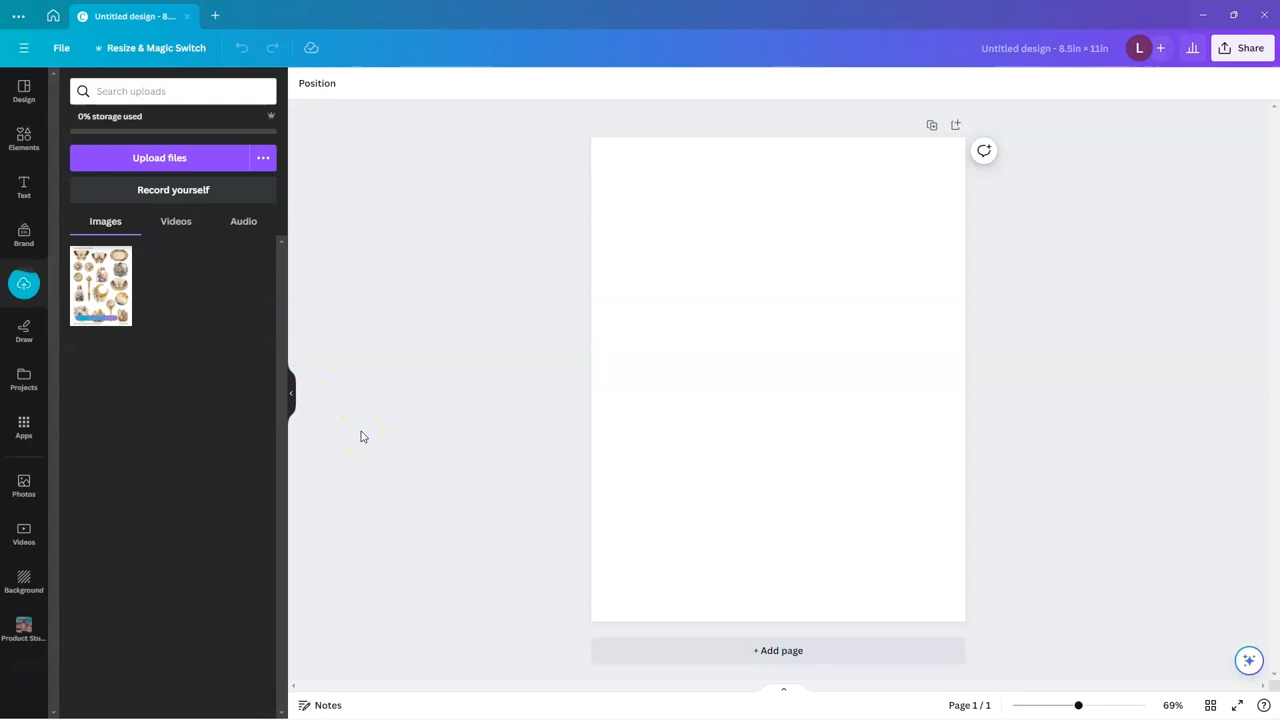 Untitled design - 8....
File
Resize & Magic Switch
Untitled design - 8.5in × 11in
L
Share
Design
Elements
Text
Brand
Draw
Projects
Apps
Photos
Videos
Background
Product Stu...
Search uploads
0% storage used
Upload files
Record yourself
Images
Videos
Audio
Position
+ Add page
Notes
Page 1 / 1
69%